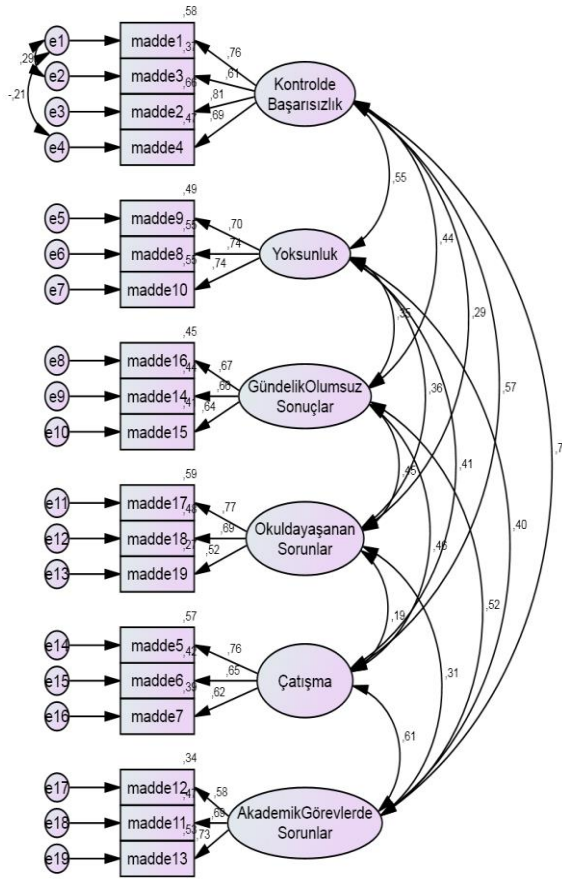 ,58
e1
madde1
,37
,76
,29
e2
madde3
,66
,61
Kontrolde
Başarısızlık
-,21
e3
madde2
,47
,81
e4
madde4
,69
,55
,49
e5
madde9
,55
,70
,44
e6
madde8
,55
,74
Yoksunluk
e7
madde10
,74
,35
,29
,45
e8
madde16
,44
,67
,36
,57
e9
madde14
,41
,66
GündelikOlumsuz
Sonuçlar
e10
madde15
,64
,7
,45
,41
,59
e11
madde17
,48
,77
,40
e12
madde18
,27
,69
Okuldayaşanan
Sorunlar
,46
e13
madde19
,52
,52
,19
,57
e14
madde5
,42
,76
,31
e15
madde6
,39
,65
Çatışma
e16
madde7
,62
,61
,34
e17
madde12
,47
,58
e18
madde11
,53
,69
AkademikGörevlerde
Sorunlar
e19
madde13
,73